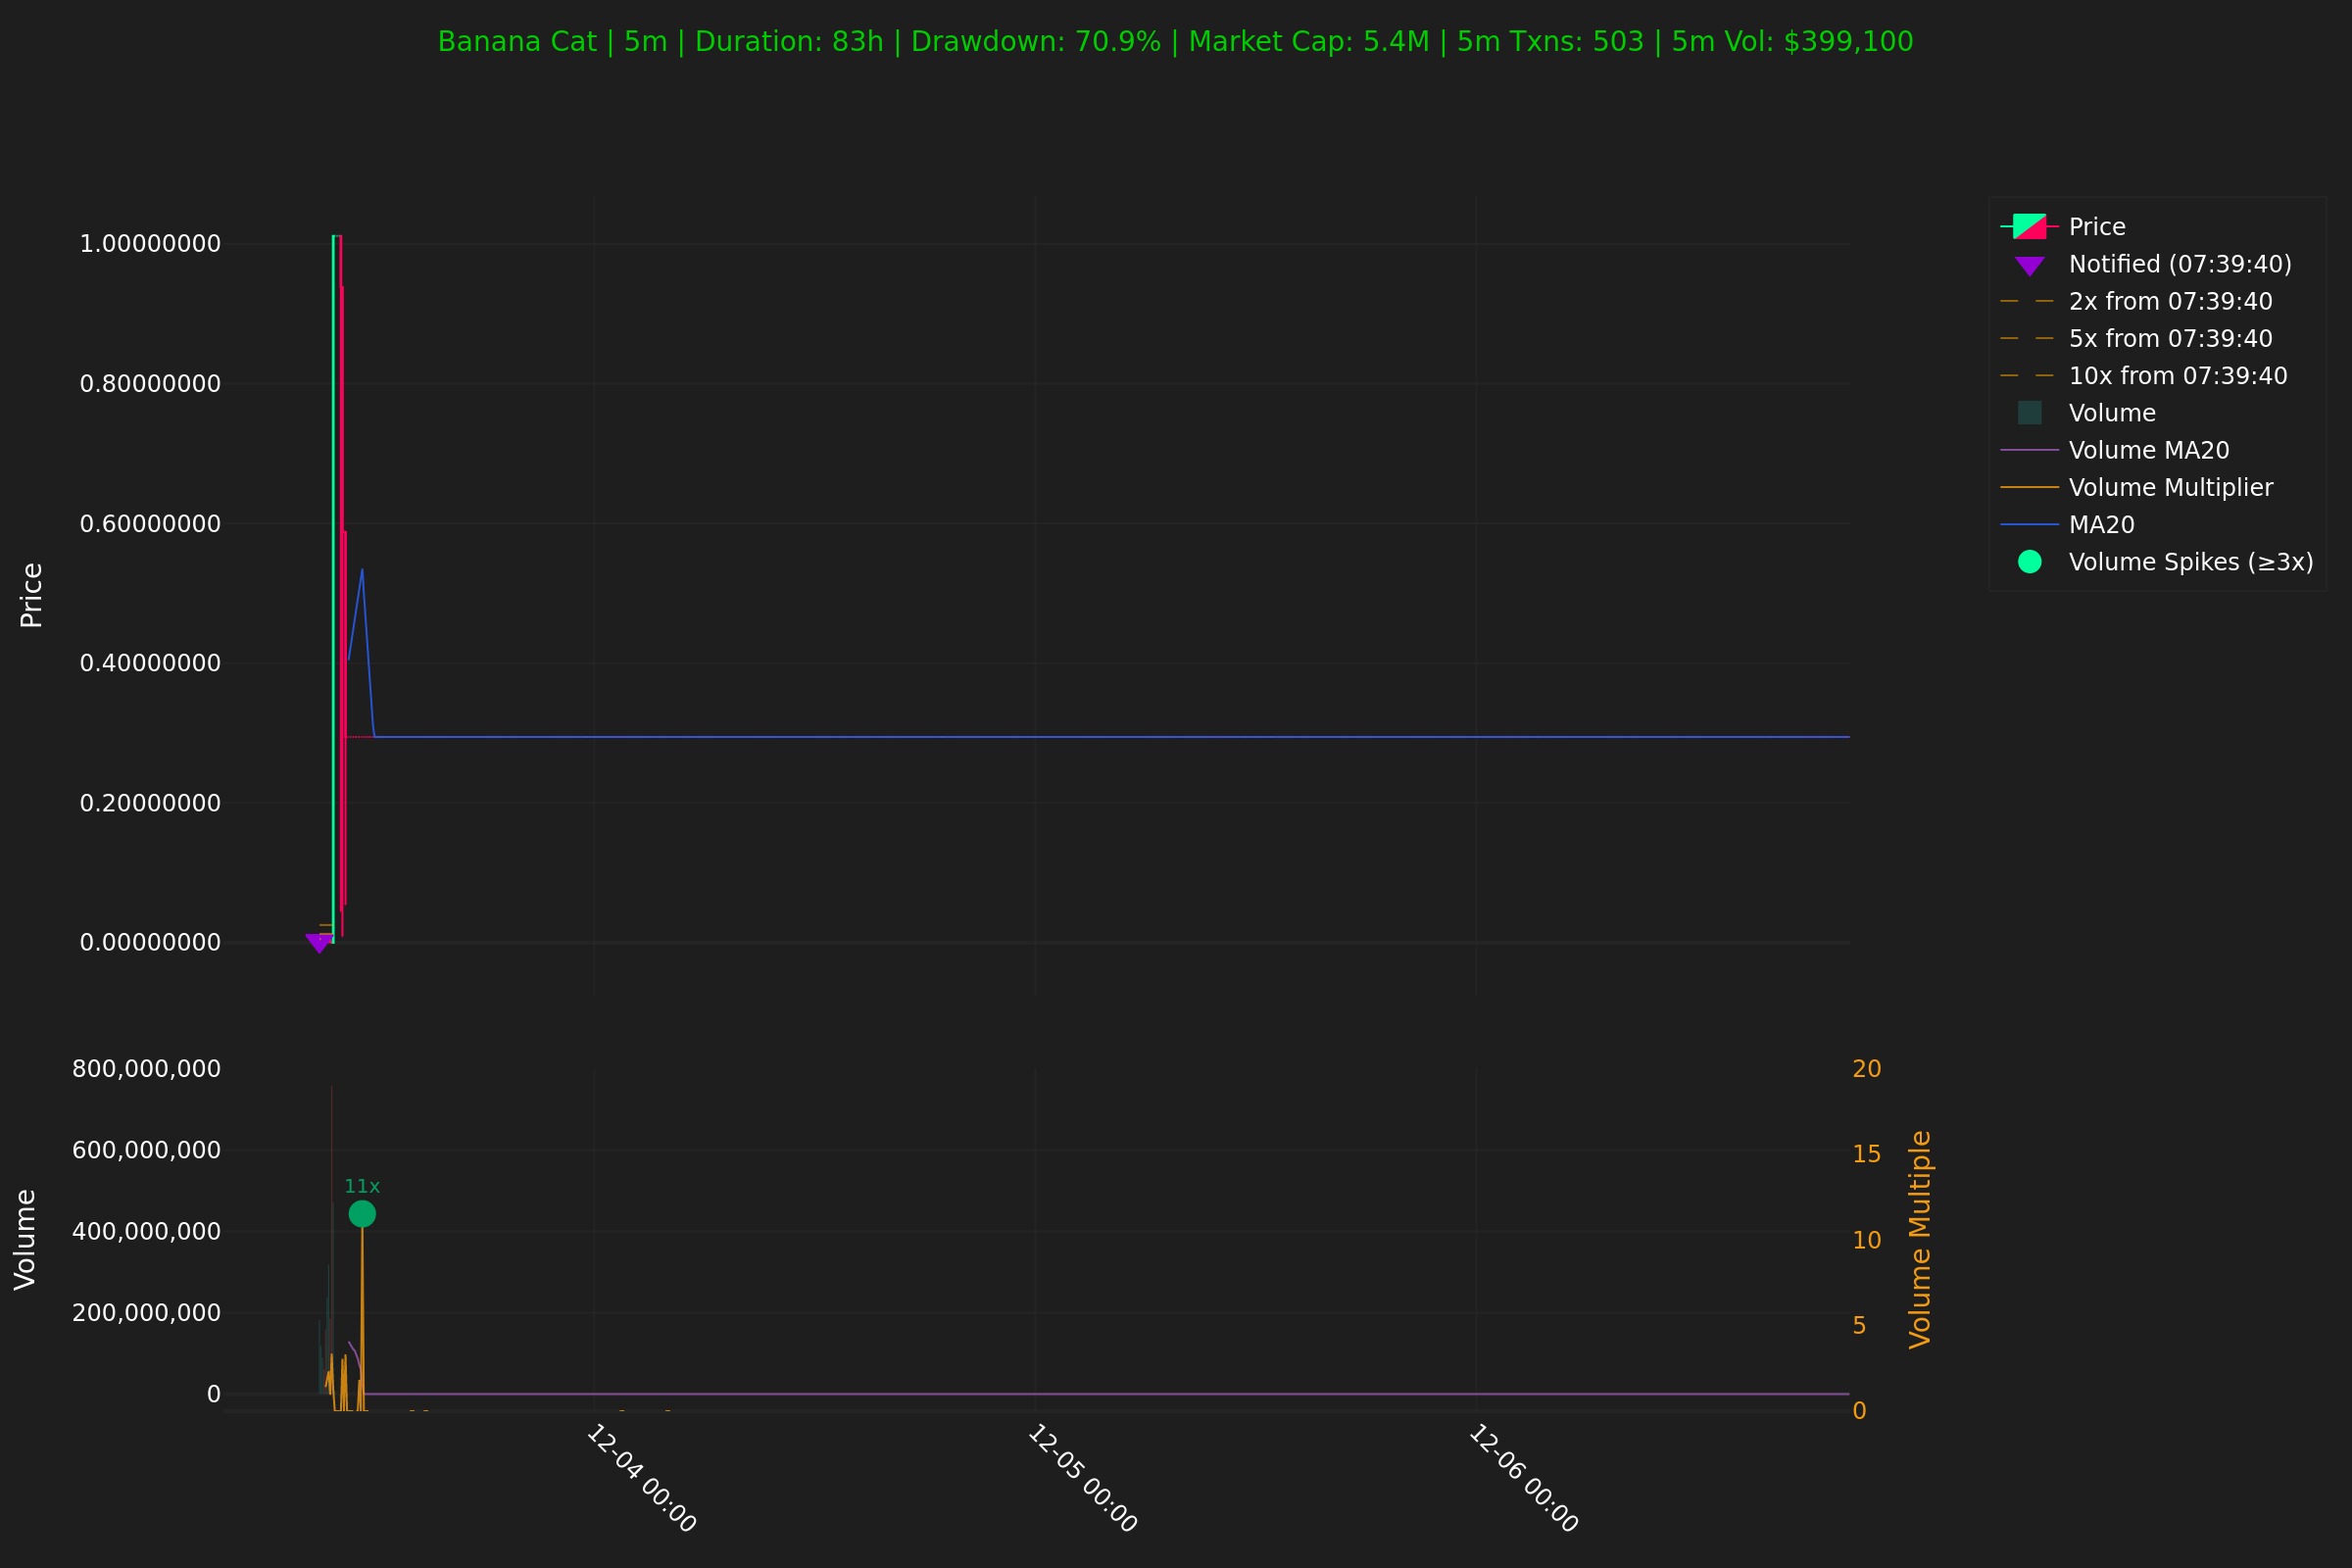 Banana Cat | 5m | Duration: 83h | Drawdown: 70.9% | Market Cap: 5.4M | 5m Txns: 503 | 5m Vol: $399,100
Price
1.00000000
0.80000000
0.60000000
0.40000000
0.20000000
0.00000000
Price
Notified (07:39:40)
2x from 07:39:40
5x from 07:39:40
10x from 07:39:40
Volume
Volume MA20
Volume Multiplier
MA20
Volume Spikes (≥3x)
Volume
800,000,000
600,000,000
400,000,000
200,000,000
0
11x
20
15
10
5
0
Volume Multiple
12-04 00:00
12-05 00:00
12-06 00:00